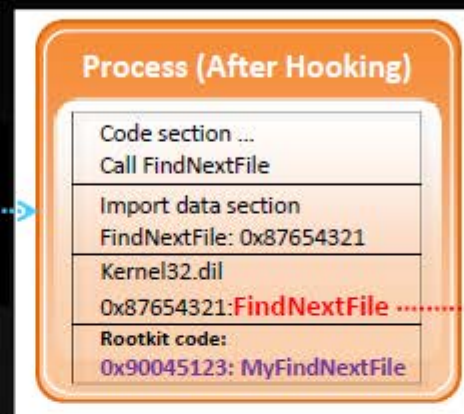 Process (After Hooking)
Code section ...
Call FindNextFile
Import data section
FindNextFile: 0x87654321
Kernel32.dil
0x87654321:FindNextFile
Rootkit code:
0x90045123: MyFindNextFile